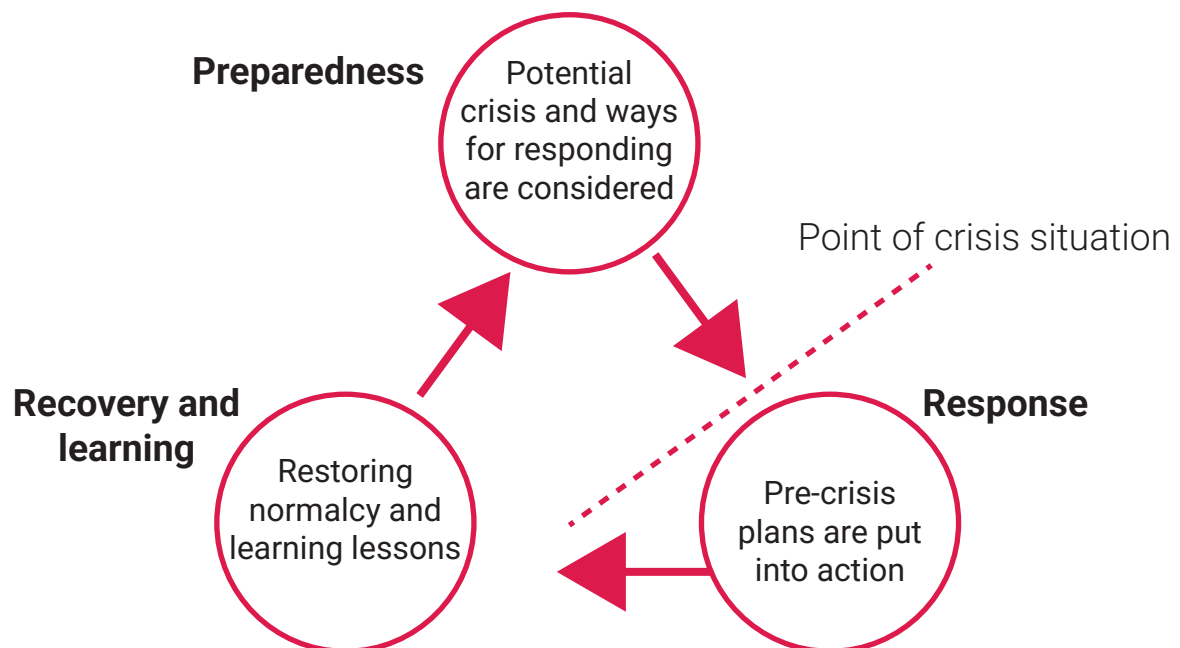 Preparedness
Potential
crisis and ways
for responding
are considered
Point of crisis situation
Recovery and
learning
Restoring
normalcy and
learning lessons
Response
Pre-crisis
plans are put
into action